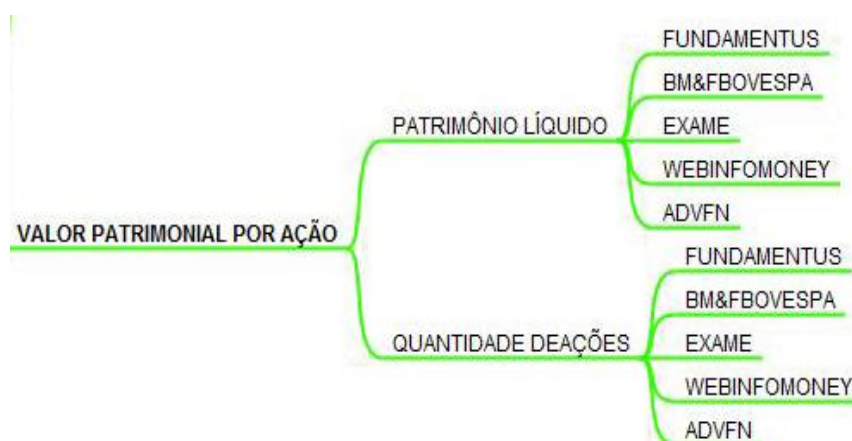 VALOR PATRIMONIAL POR AÇÃO
PATRIMÔNIO LÍQUIDO
FUNDAMENTUS
BM&FBOVESPA
EXAME
WEBINFOMONEY
ADVFN
QUANTIDADE DEAÇÕES
FUNDAMENTUS
BM&FBOVESPA
EXAME
WEBINFOMONEY
ADVFN